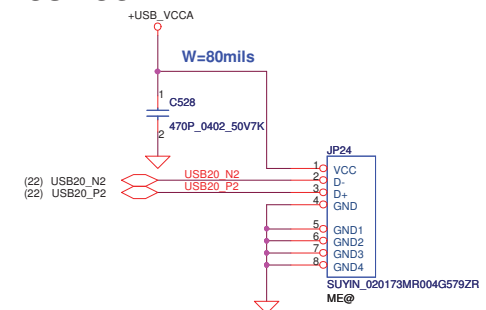 +USB_VCCA
W=80mils
1
C528
470P_0402_50V7K
2
JP24
1 VCC
(22) USB20_N2 USB20_N2 2 D-
(22) USB20_P2 USB20_P2 3 D+
4 GND
5 GND1
6 GND2
7 GND3
8 GND4
SUYIN_020173MR004G579ZR
ME@